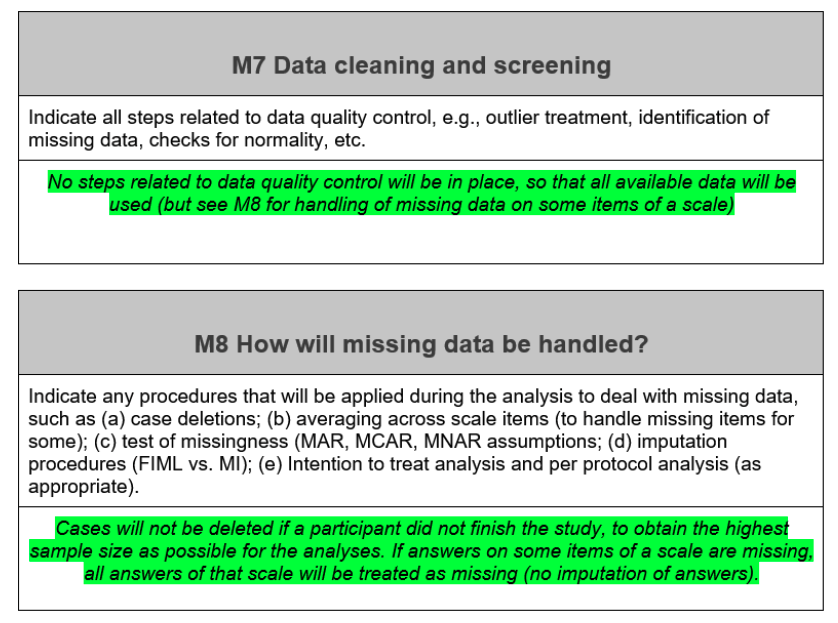 M7 Data cleaning and screening
Indicate all steps related to data quality control, e.g., outlier treatment, identification of
missing data, checks for normality, etc.
No steps related to data quality control will be in place, so that all available data will be
used (but see M8 for handling of missing data on some items of a scale)
M8 How will missing data be handled?
Indicate any procedures that will be applied during the analysis to deal with missing data,
such as (a) case deletions; (b) averaging across scale items (to handle missing items for
some); (c) test of missingness (MAR, MCAR, MNAR assumptions; (d) imputation
procedures (FIML vs. MI); (e) Intention to treat analysis and per protocol analysis (as
appropriate).
Cases will not be deleted if a participant did not finish the study, to obtain the highest
sample size as possible for the analyses. If answers on some items of a scale are missing,
all answers of that scale will be treated as missing (no imputation of answers).